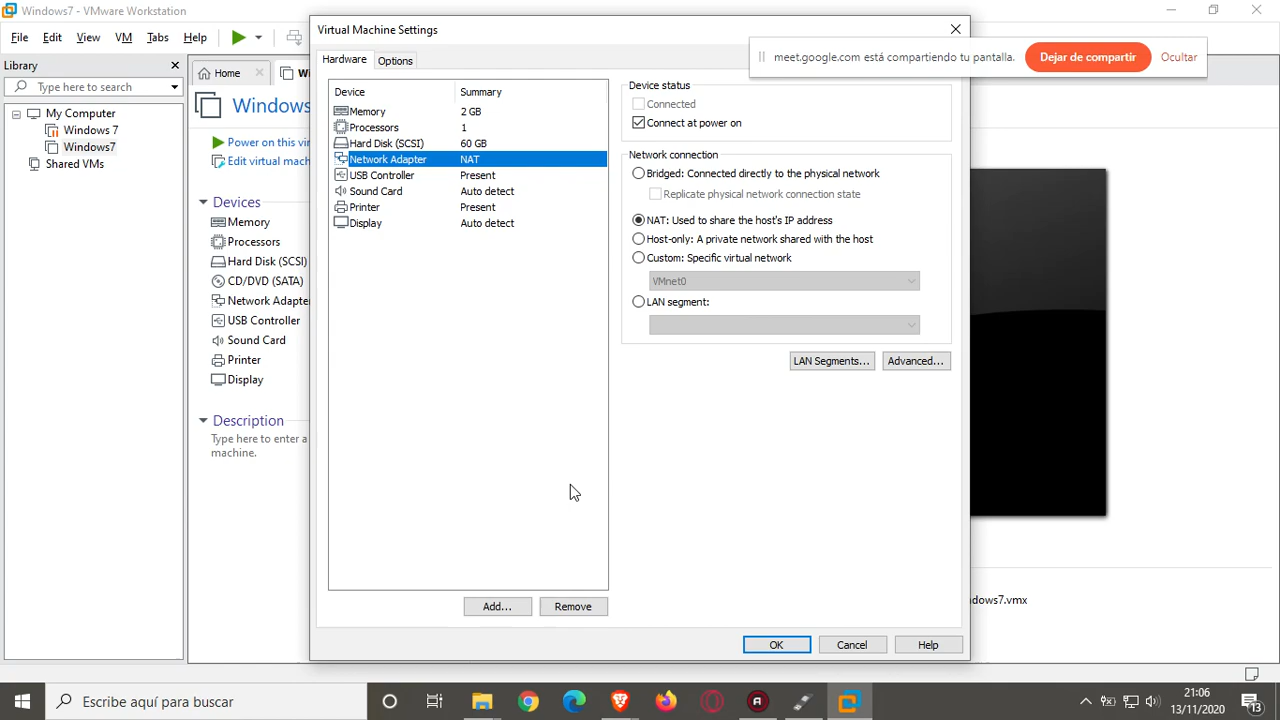 Windows7 - VMware Workstation
File Edit View VM Tabs Help
Library
Type here to search
My Computer
Windows 7
Windows7
Shared VMs
Home
Wi
Windows
Power on this virtu
Edit virtual mach
Devices
Memory
Processors
Hard Disk (SCSI)
CD/DVD (SATA)
Network Adapte
USB Controller
Sound Card
Printer
Display
Description
Type here to enter a
machine.
Virtual Machine Settings
Hardware Options
Device Summary
Memory 2 GB
Processors 1
Hard Disk (SCSI) 60 GB
Network Adapter NAT
USB Controller Present
Sound Card Auto detect
Printer Present
Display Auto detect
Add... Remove
meet.google.com está compartiendo tu pantalla. Dejar de compartir Ocultar
Device status
Connected
Connect at power on
Network connection
Bridged: Connected directly to the physical network
Replicate physical network connection state
NAT: Used to share the host's IP address
Host-only: A private network shared with the host
Custom: Specific virtual network
VMnet0
LAN segment:
LAN Segments... Advanced...
OK Cancel Help
ndows7.vmx
Escribe aquí para buscar
21:06
13/11/2020
13